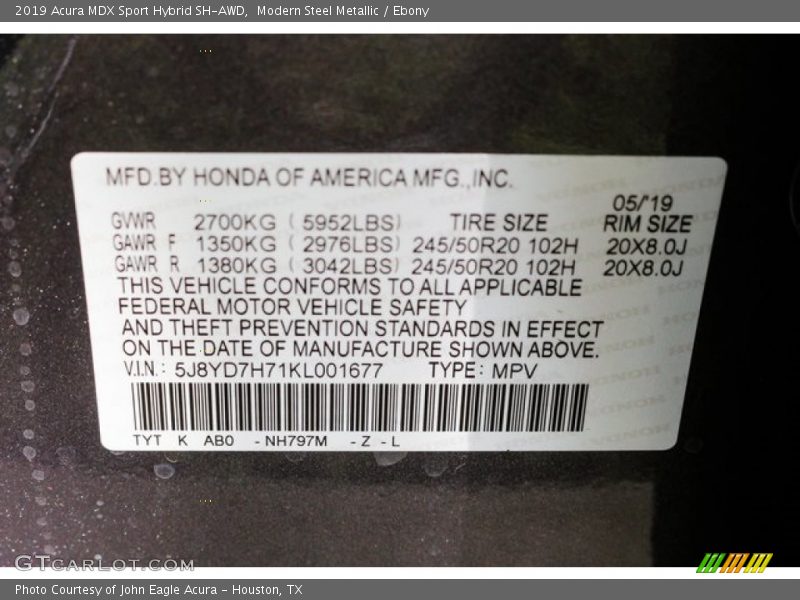 2019 Acura MDX Sport Hybrid SH-AWD, Modern Steel Metallic / Ebony
MFD.BY HONDA OF AMERICA MFG.,INC.
05/'19
GVWR 2700KG ( 5952LBS) TIRE SIZE RIM SIZE
GAWR F 1350KG ( 2976LBS) 245/50R20 102H 20X8.0J
GAWR R 1380KG ( 3042LBS) 245/50R20 102H 20X8.0J
THIS VEHICLE CONFORMS TO ALL APPLICABLE
FEDERAL MOTOR VEHICLE SAFETY
AND THEFT PREVENTION STANDARDS IN EFFECT
ON THE DATE OF MANUFACTURE SHOWN ABOVE.
V.I.N.: 5J8YD7H71KL001677 TYPE: MPV
TYT K AB0 - NH797M - Z - L
GTCARLOT.COM
Photo Courtesy of John Eagle Acura - Houston, TX